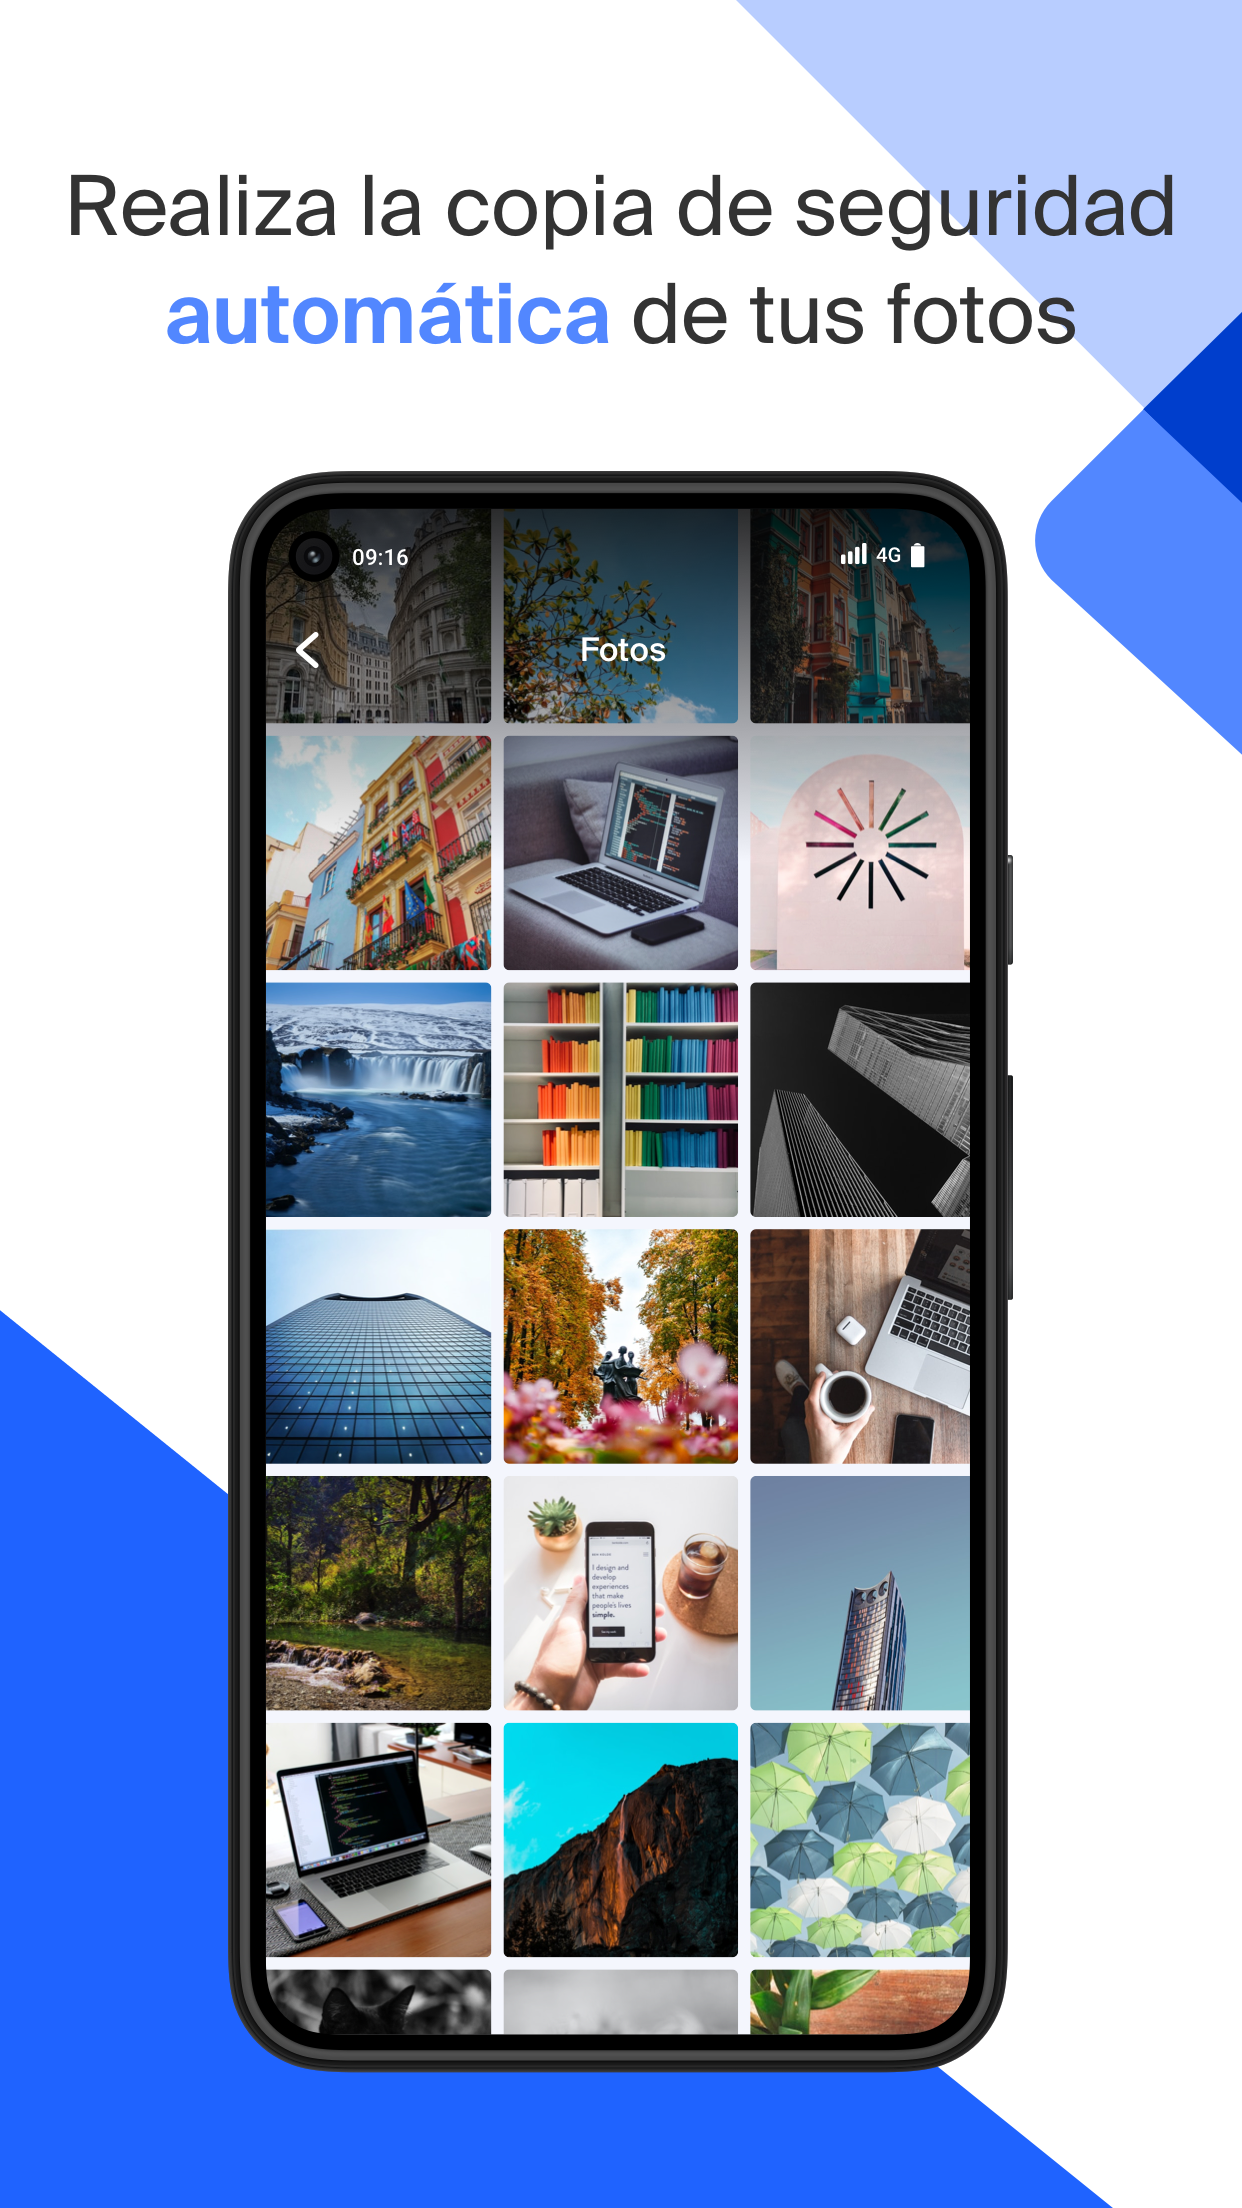 Realiza la copia de seguridad
automática de tus fotos
09:16
4G
Fotos
I design and
develop
experiences
that make
people's lives
simple.